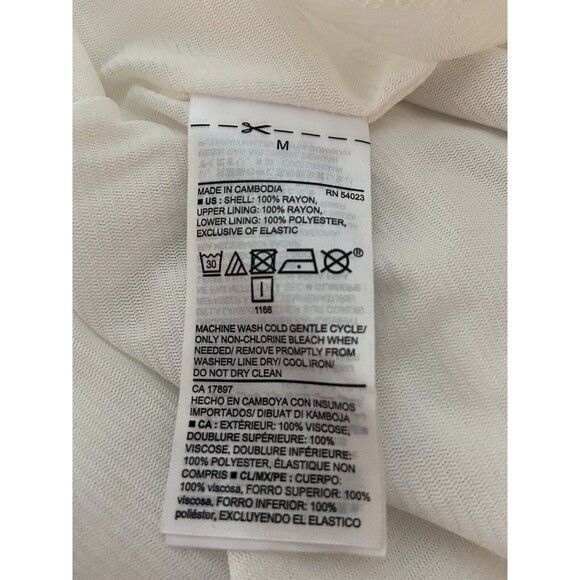 M
MADE IN CAMBODIA RN 54023
■ US : SHELL: 100% RAYON,
UPPER LINING: 100% RAYON,
LOWER LINING: 100% POLYESTER,
EXCLUSIVE OF ELASTIC
30 ®
1166
MACHINE WASH COLD GENTLE CYCLE/
ONLY NON-CHLORINE BLEACH WHEN
NEEDED/ REMOVE PROMPTLY FROM
WASHER/ LINE DRY/ COOL IRON/
DO NOT DRY CLEAN
CA 17897
HECHO EN CAMBOYA CON INSUMOS
IMPORTADOS/ DIBUAT DI KAMBOJA
■ CA : EXTÉRIEUR: 100% VISCOSE,
DOUBLURE SUPÉRIEURE: 100%
VISCOSE, DOUBLURE INFÉRIEURE:
100% POLYESTER, ÉLASTIQUE NON
COMPRIS ■ CL/MX/PE : CUERPO:
100% viscosa, FORRO SUPERIOR: 100%
viscosa, FORRO INFERIOR: 100%
poliéster, EXCLUYENDO EL ELASTICO